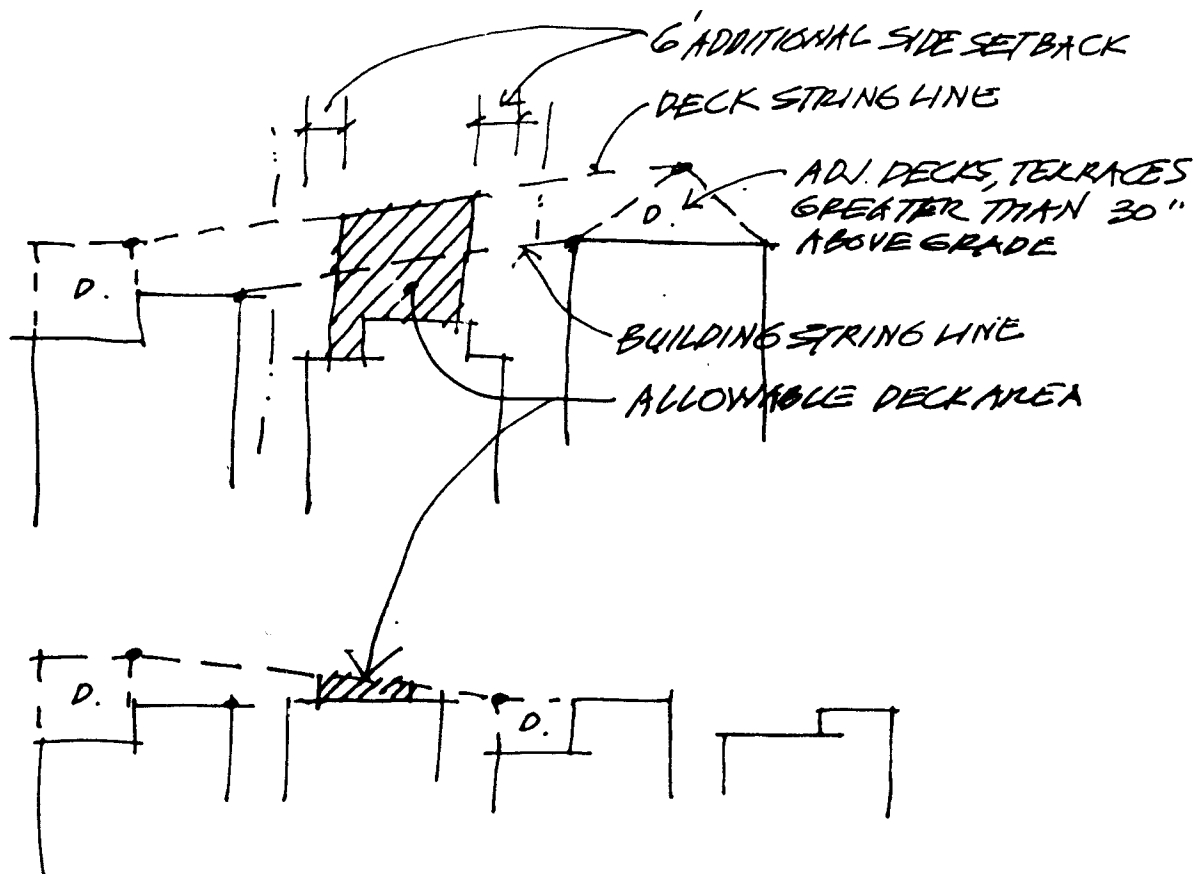 6' ADDITIONAL SIDE SETBACK
DECK STRING LINE
ADJ. DECKS, TERRACES
GREATER THAN 30"
ABOVE GRADE
D.
D.
BUILDING STRING LINE
ALLOWABLE DECK AREA
D.
D.